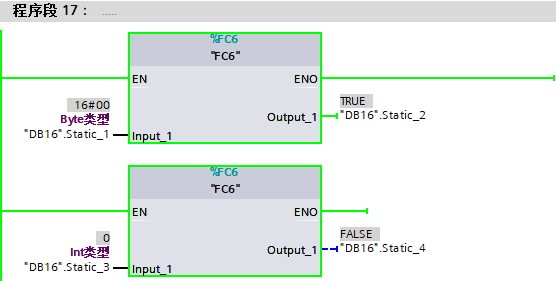 程序段 17： .....
%FC6
"FC6"
EN
ENO
16#00
Byte类型
"DB16".Static_1
Input_1
Output_1
TRUE
"DB16".Static_2
%FC6
"FC6"
EN
ENO
0
Int类型
"DB16".Static_3
Input_1
Output_1
FALSE
"DB16".Static_4